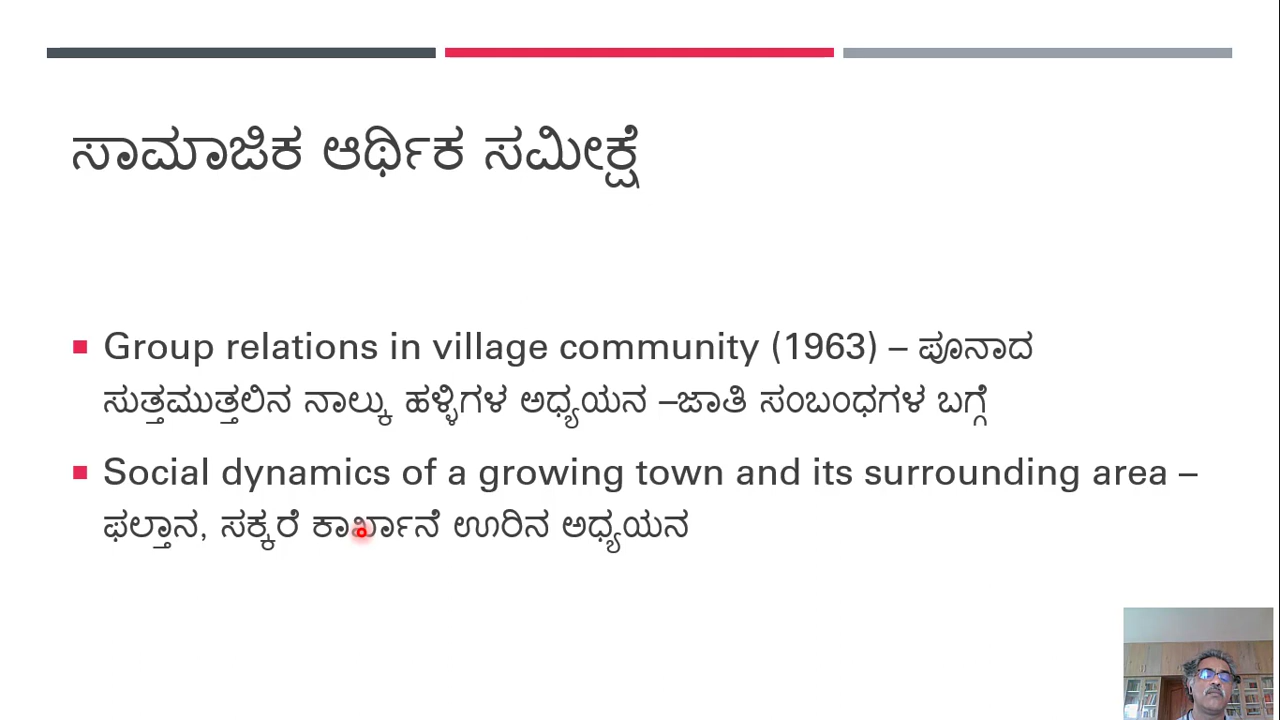 ಸಾಮಾಜಿಕ ಆರ್ಥಿಕ ಸಮೀಕ್ಷೆ
Group relations in village community (1963) – ಪೂನಾದ
ಸುತ್ತಮುತ್ತಲಿನ ನಾಲ್ಕು ಹಳ್ಳಿಗಳ ಅಧ್ಯಯನ –ಜಾತಿ ಸಂಬಂಧಗಳ ಬಗ್ಗೆ
Social dynamics of a growing town and its surrounding area –
ಫಲ್ತಾನ, ಸಕ್ಕರೆ ಕಾರ್ಖಾನೆ ಊರಿನ ಅಧ್ಯಯನ